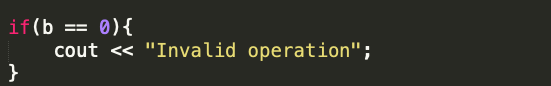 if(b == 0){
    cout << "Invalid operation";
}